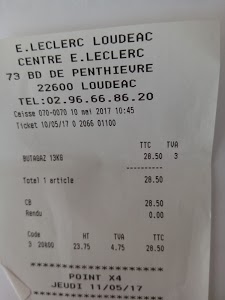 E.LECLERC LOUDEAC
CENTRE E.LECLERC
73 BD DE PENTHIEVRE
22600 LOUDEAC
TEL:02.96.66.86.20
Caisse 070-0070 10 mai 2017 10:45
Ticket 10/05/17 0 2066 01100
TTC TVA
BUTAGAZ 13KG 28.50 3
Total 1 article 28.50
CB 28.50
Rendu 0.00
Code HT TVA TTC
3 20%00 23.75 4.75 28.50
POINT X4
JEUDI 11/05/17